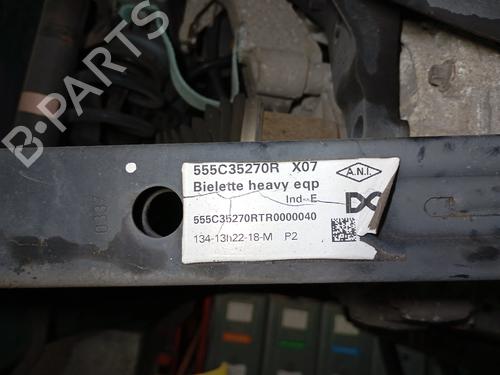 555C35270R X07
Bielette heavy eqp
Ind--E
A.N.I.
555C35270RTR0000040
134-13h22-18-M P2
B-PARTS